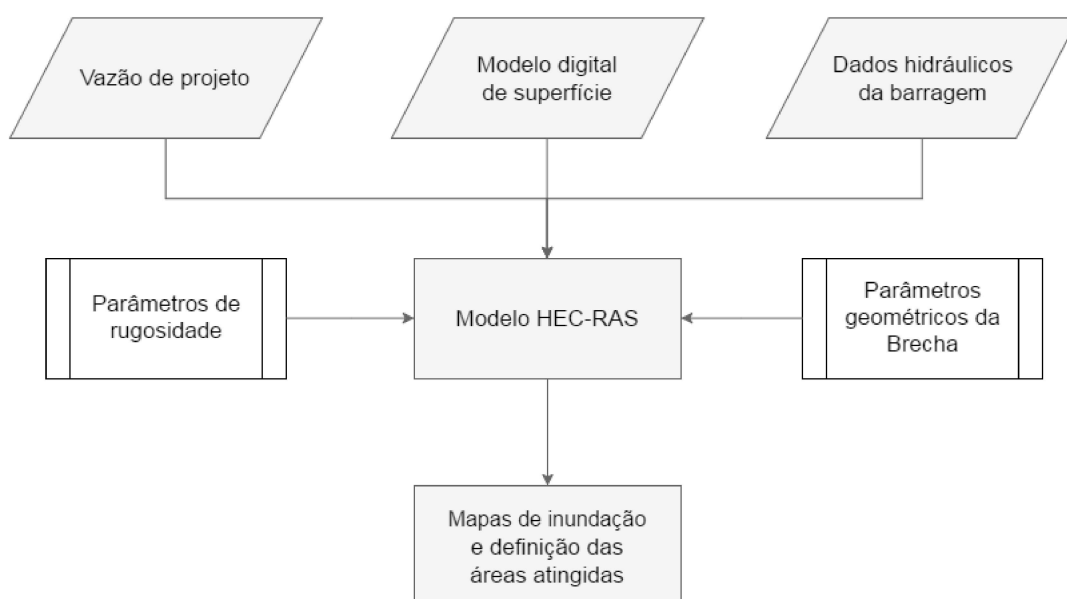 Vazão de projeto
Modelo digital
de superfície
Dados hidráulicos
da barragem
Parâmetros de
rugosidade
Modelo HEC-RAS
Parâmetros
geométricos da
Brecha
Mapas de inundação
e definição das
áreas atingidas